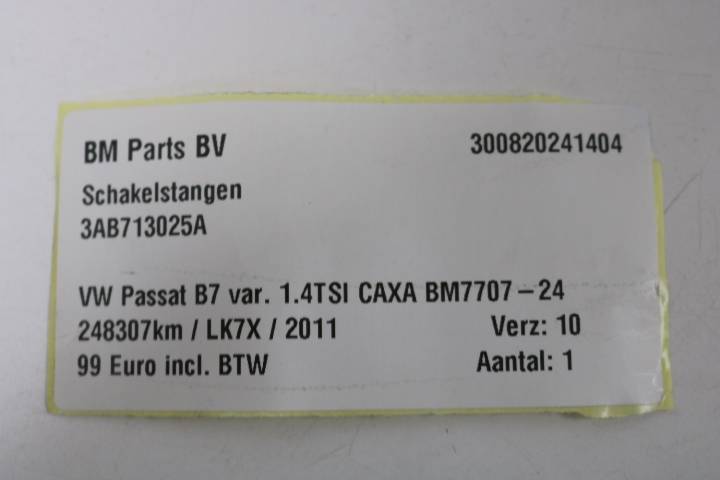 BM Parts BV 300820241404
Schakelstangen
3AB713025A
VW Passat B7 var. 1.4TSI CAXA BM7707-24
248307km / LK7X / 2011 Verz: 10
99 Euro incl. BTW Aantal: 1